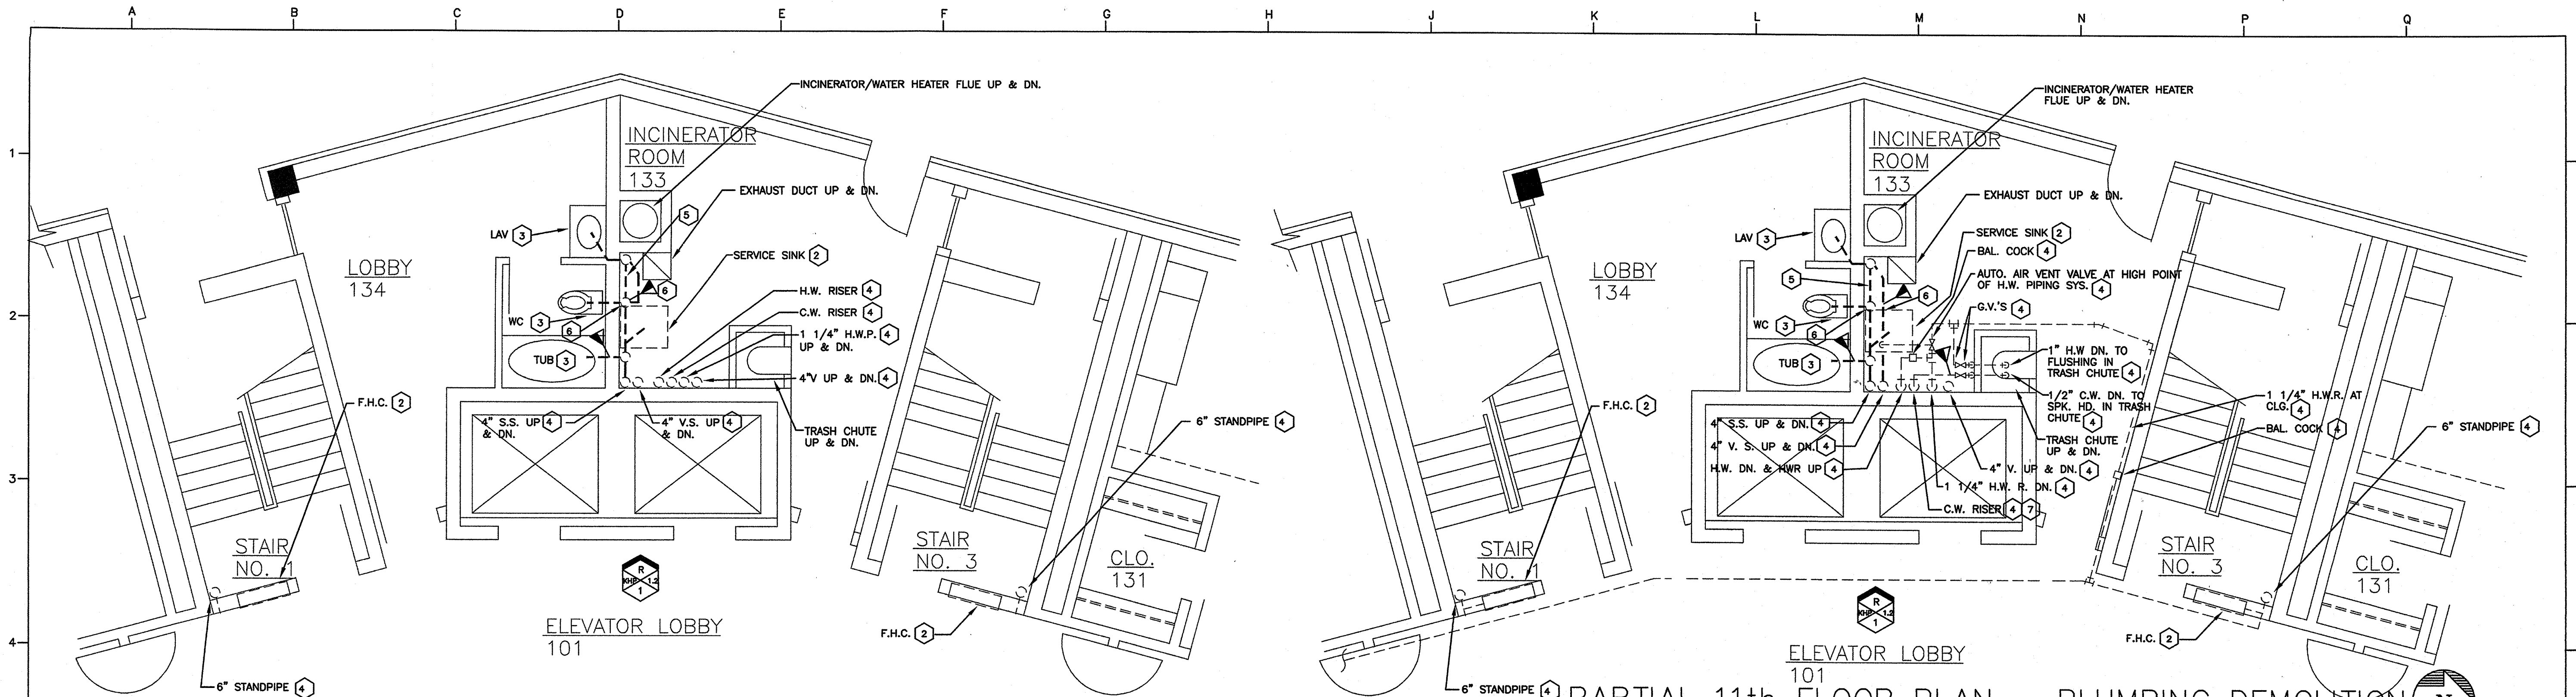 A B C D E F G H J K L M N P Q
1
2
3
4
INCINERATOR/WATER HEATER FLUE UP & DN.
INCINERATOR
ROOM
133
EXHAUST DUCT UP & DN.
5
LAV 3
SERVICE SINK 2
LOBBY
134
6
H.W. RISER 4
C.W. RISER 4
WC 3
6
1 1/4" H.W.P. 4
UP & DN.
TUB 3
4"V UP & DN. 4
F.H.C. 2
4" S.S. UP 4
& DN.
4" V.S. UP 4
& DN.
TRASH CHUTE
UP & DN.
6" STANDPIPE 4
STAIR
NO. 1
STAIR
NO. 3
CLO.
131
R
KHP 1.2
1
ELEVATOR LOBBY
101
F.H.C. 2
6" STANDPIPE 4
INCINERATOR/WATER HEATER
FLUE UP & DN.
INCINERATOR
ROOM
133
EXHAUST DUCT UP & DN.
LAV 3
SERVICE SINK 2
BAL. COCK 4
LOBBY
134
5
AUTO. AIR VENT VALVE AT HIGH POINT
OF H.W. PIPING SYS. 4
6
G.V.'S 4
WC 3
6
TUB 3
1" H.W DN. TO
FLUSHING IN
TRASH CHUTE 4
1/2" C.W. DN. TO
SPK. HD. IN TRASH
CHUTE 4
1 1/4" H.W.R. AT
CLG. 4
F.H.C. 2
4" S.S. UP & DN. 4
BAL. COCK 4
6" STANDPIPE 4
TRASH CHUTE
UP & DN.
4" V. S. UP & DN. 4
H.W. DN. & HWR UP 4
4" V. UP & DN. 4
1 1/4" H.W. R. DN. 4
C.W. RISER 4 7
STAIR
NO. 1
STAIR
NO. 3
CLO.
131
R
KHP 1.2
1
F.H.C. 2
ELEVATOR LOBBY
101
6" STANDPIPE 4
PARTIAL 11th FLOOR PLAN - PLUMBING DEMOLITION
N